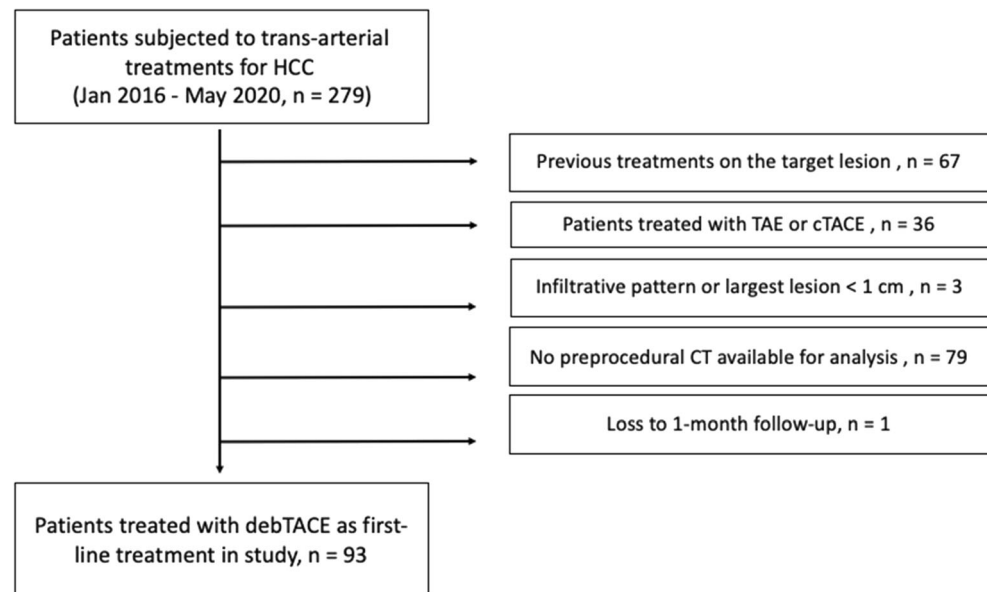 Patients subjected to trans-arterial
treatments for HCC
(Jan 2016 - May 2020, n = 279)
Previous treatments on the target lesion , n = 67
Patients treated with TAE or cTACE , n = 36
Infiltrative pattern or largest lesion < 1 cm , n = 3
No preprocedural CT available for analysis , n = 79
Loss to 1-month follow-up, n = 1
Patients treated with debTACE as first-
line treatment in study, n = 93